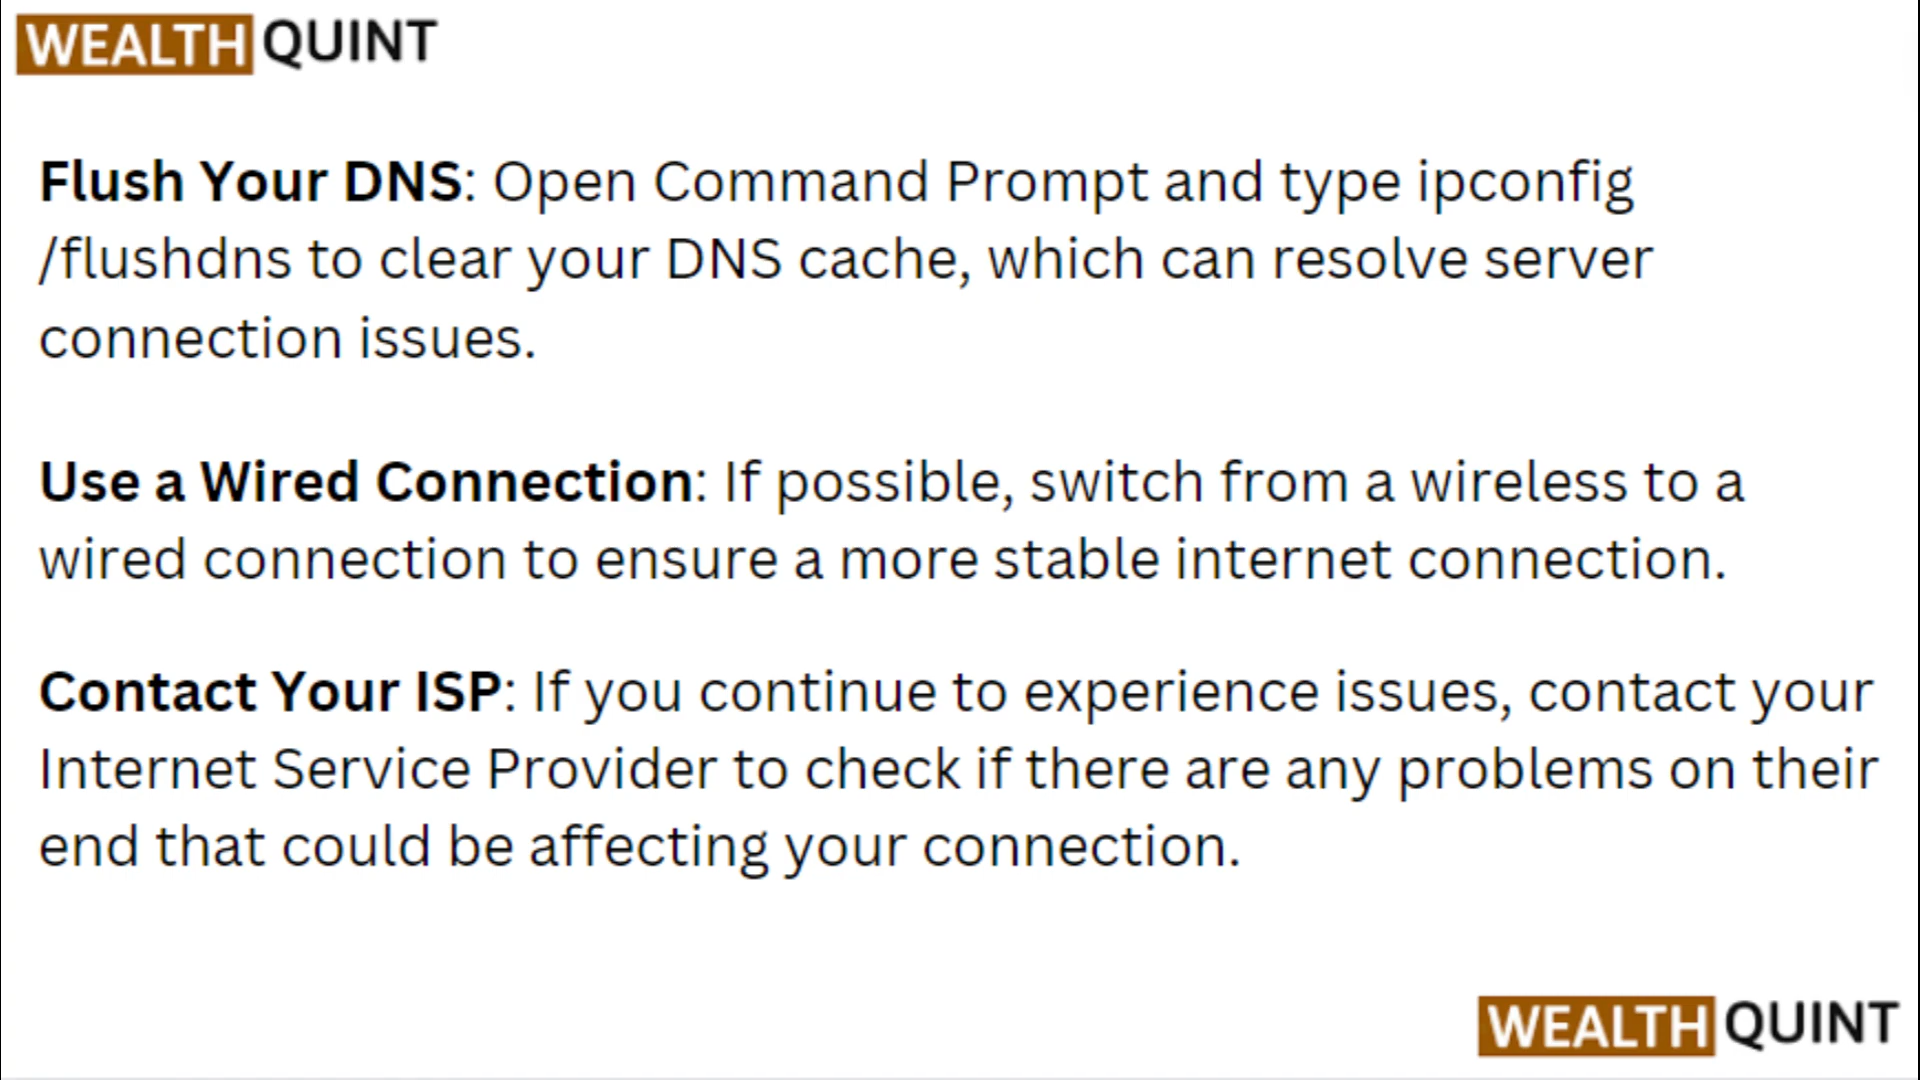 WEALTH QUINT
Flush Your DNS: Open Command Prompt and type ipconfig
/flushdns to clear your DNS cache, which can resolve server
connection issues.
Use a Wired Connection: If possible, switch from a wireless to a
wired connection to ensure a more stable internet connection.
Contact Your ISP: If you continue to experience issues, contact your
Internet Service Provider to check if there are any problems on their
end that could be affecting your connection.
WEALTH QUINT